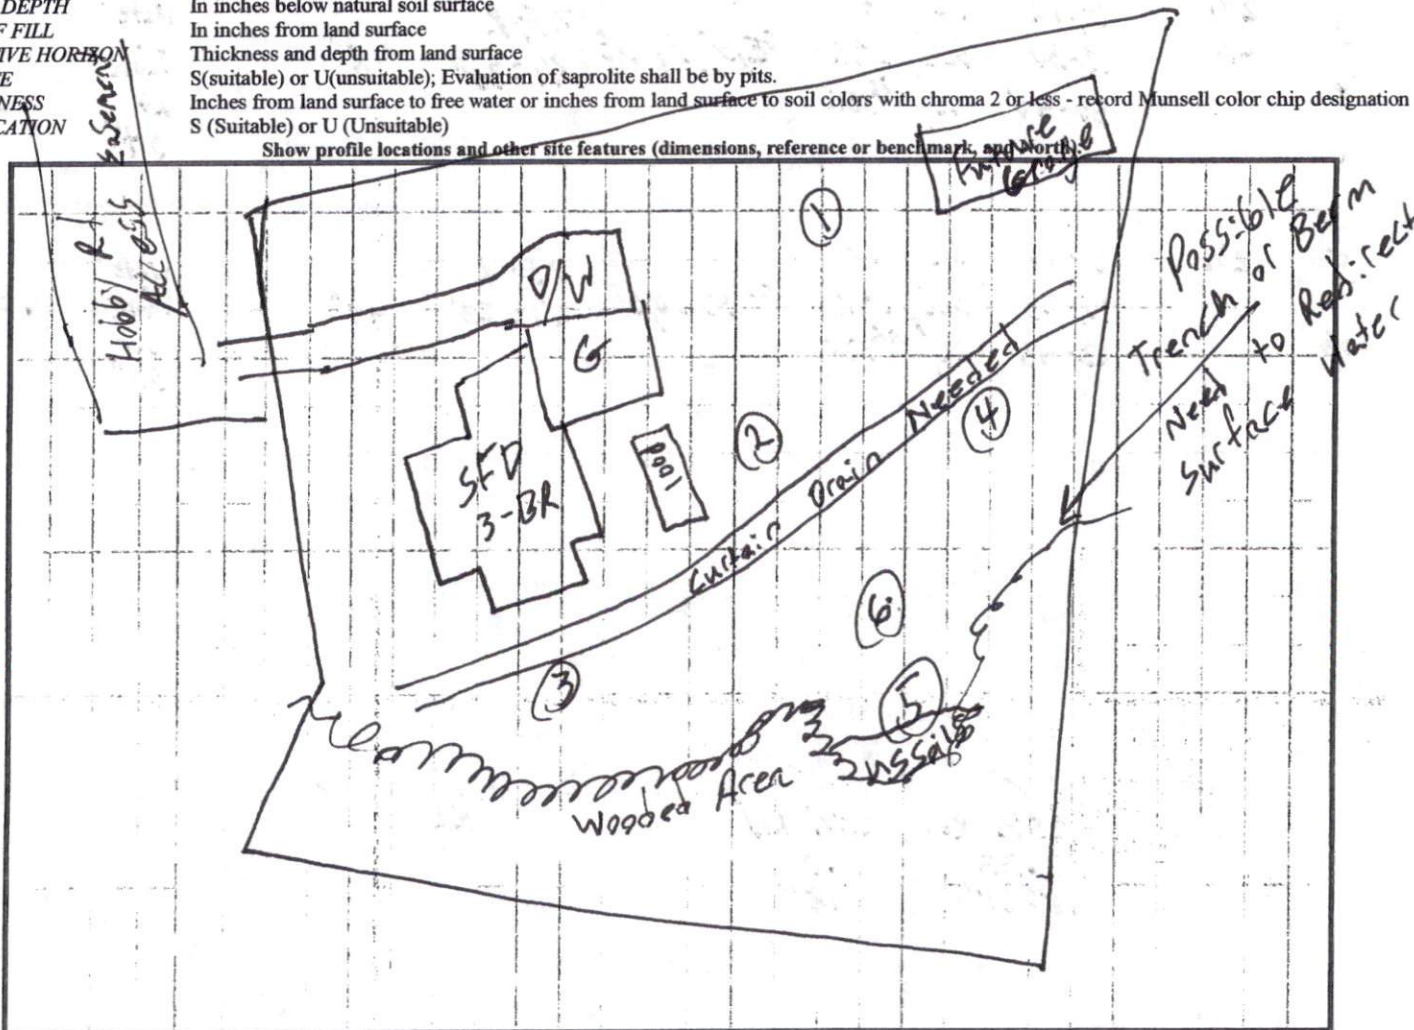 DEPTH In inches below natural soil surface
F FILL In inches from land surface
IVE HORIZON Thickness and depth from land surface
E S(suitable) or U(unsuitable); Evaluation of saprolite shall be by pits.
NESS Inches from land surface to free water or inches from land surface to soil colors with chroma 2 or less - record Munsell color chip designation
CATION S (Suitable) or U (Unsuitable)
Show profile locations and other site features (dimensions, reference or benchmark, and North).
Easement
Hobby Rd
Access
Future
Garage
1
Possible
Trench or Berm
Need to Redirect
Surface Water
D/W
G
SFD
3-BR
Pool
2
Curtain Drain Needed
4
6
3
5
Wooded Area